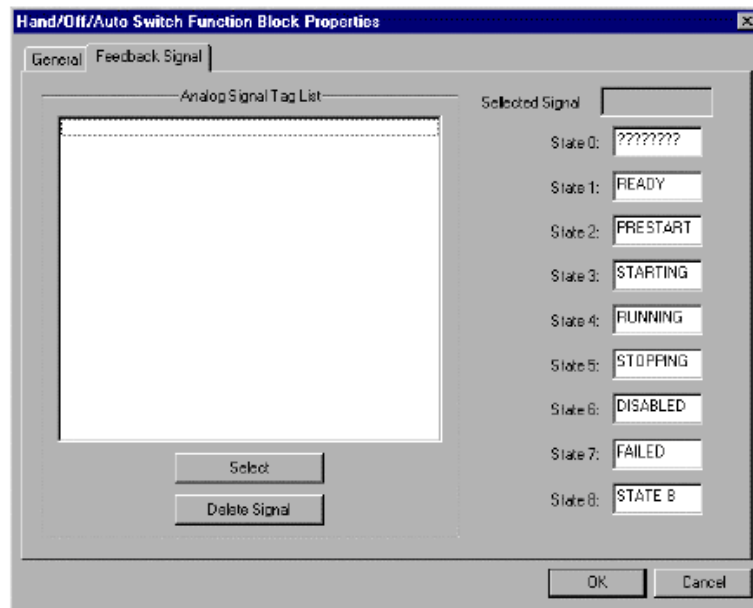 Hand/Off/Auto Switch Function Block Properties
General
Feedback Signal
Analog Signal Tag List
Select
Delete Signal
Selected Signal
State 0: ????????
State 1: READY
State 2: PRESTART
State 3: STARTING
State 4: RUNNING
State 5: STOPPING
State 6: DISABLED
State 7: FAILED
State 8: STATE 8
OK
Cancel